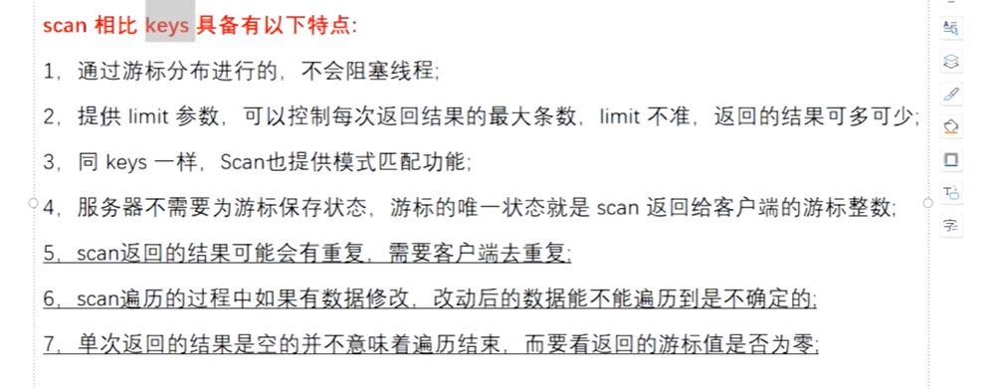 scan 相比 keys 具备有以下特点:
1，通过游标分布进行的，不会阻塞线程;
2，提供 limit 参数，可以控制每次返回结果的最大条数，limit 不准，返回的结果可多可少;
3，同 keys 一样，Scan也提供模式匹配功能;
4，服务器不需要为游标保存状态，游标的唯一状态就是 scan 返回给客户端的游标整数;
5，scan返回的结果可能会有重复，需要客户端去重复;
6，scan遍历的过程中如果有数据修改，改动后的数据能不能遍历到是不确定的;
7，单次返回的结果是空的并不意味着遍历结束，而要看返回的游标值是否为零;